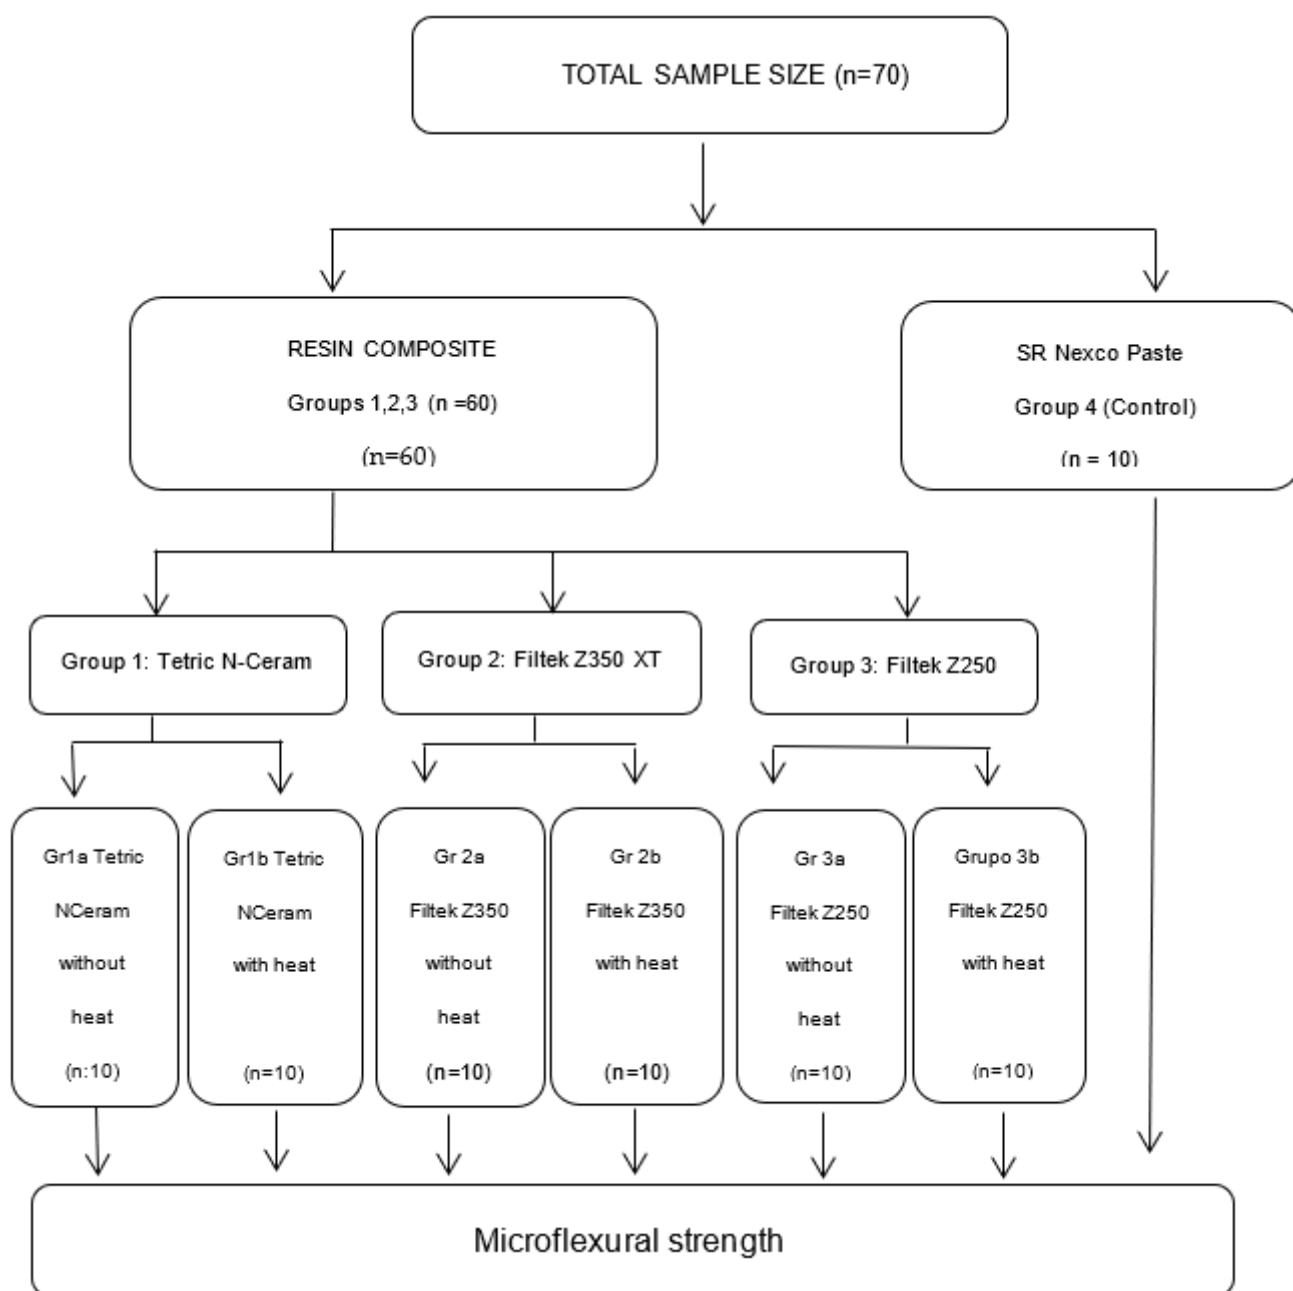 TOTAL SAMPLE SIZE (n=70)
RESIN COMPOSITE
Groups 1,2,3 (n =60)
(n=60)
SR Nexco Paste
Group 4 (Control)
(n = 10)
Group 1: Tetric N-Ceram
Group 2: Filtek Z350 XT
Group 3: Filtek Z250
Gr1a Tetric
NCeram
without
heat
(n:10)
Gr1b Tetric
NCeram
with heat
(n=10)
Gr 2a
Filtek Z350
without
heat
(n=10)
Gr 2b
Filtek Z350
with heat
(n=10)
Gr 3a
Filtek Z250
without
heat
(n=10)
Grupo 3b
Filtek Z250
with heat
(n=10)
Microflexural strength